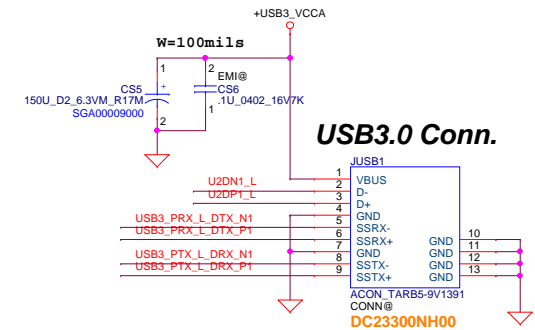 +USB3_VCCA
W=100mils
1
2
EMI@
CS5
CS6
150U_D2_6.3VM_R17M
.1U_0402_16V7K
SGA00009000
1
2
+
USB3.0 Conn.
JUSB1
1 VBUS
U2DN1_L 2 D-
U2DP1_L 3 D+
4 GND
USB3_PRX_L_DTX_N1 5 SSRX-
USB3_PRX_L_DTX_P1 6 SSRX+ GND 10
7 GND GND 11
USB3_PTX_L_DRX_N1 8 SSTX- GND 12
USB3_PTX_L_DRX_P1 9 SSTX+ GND 13
ACON_TARB5-9V1391
CONN@
DC23300NH00